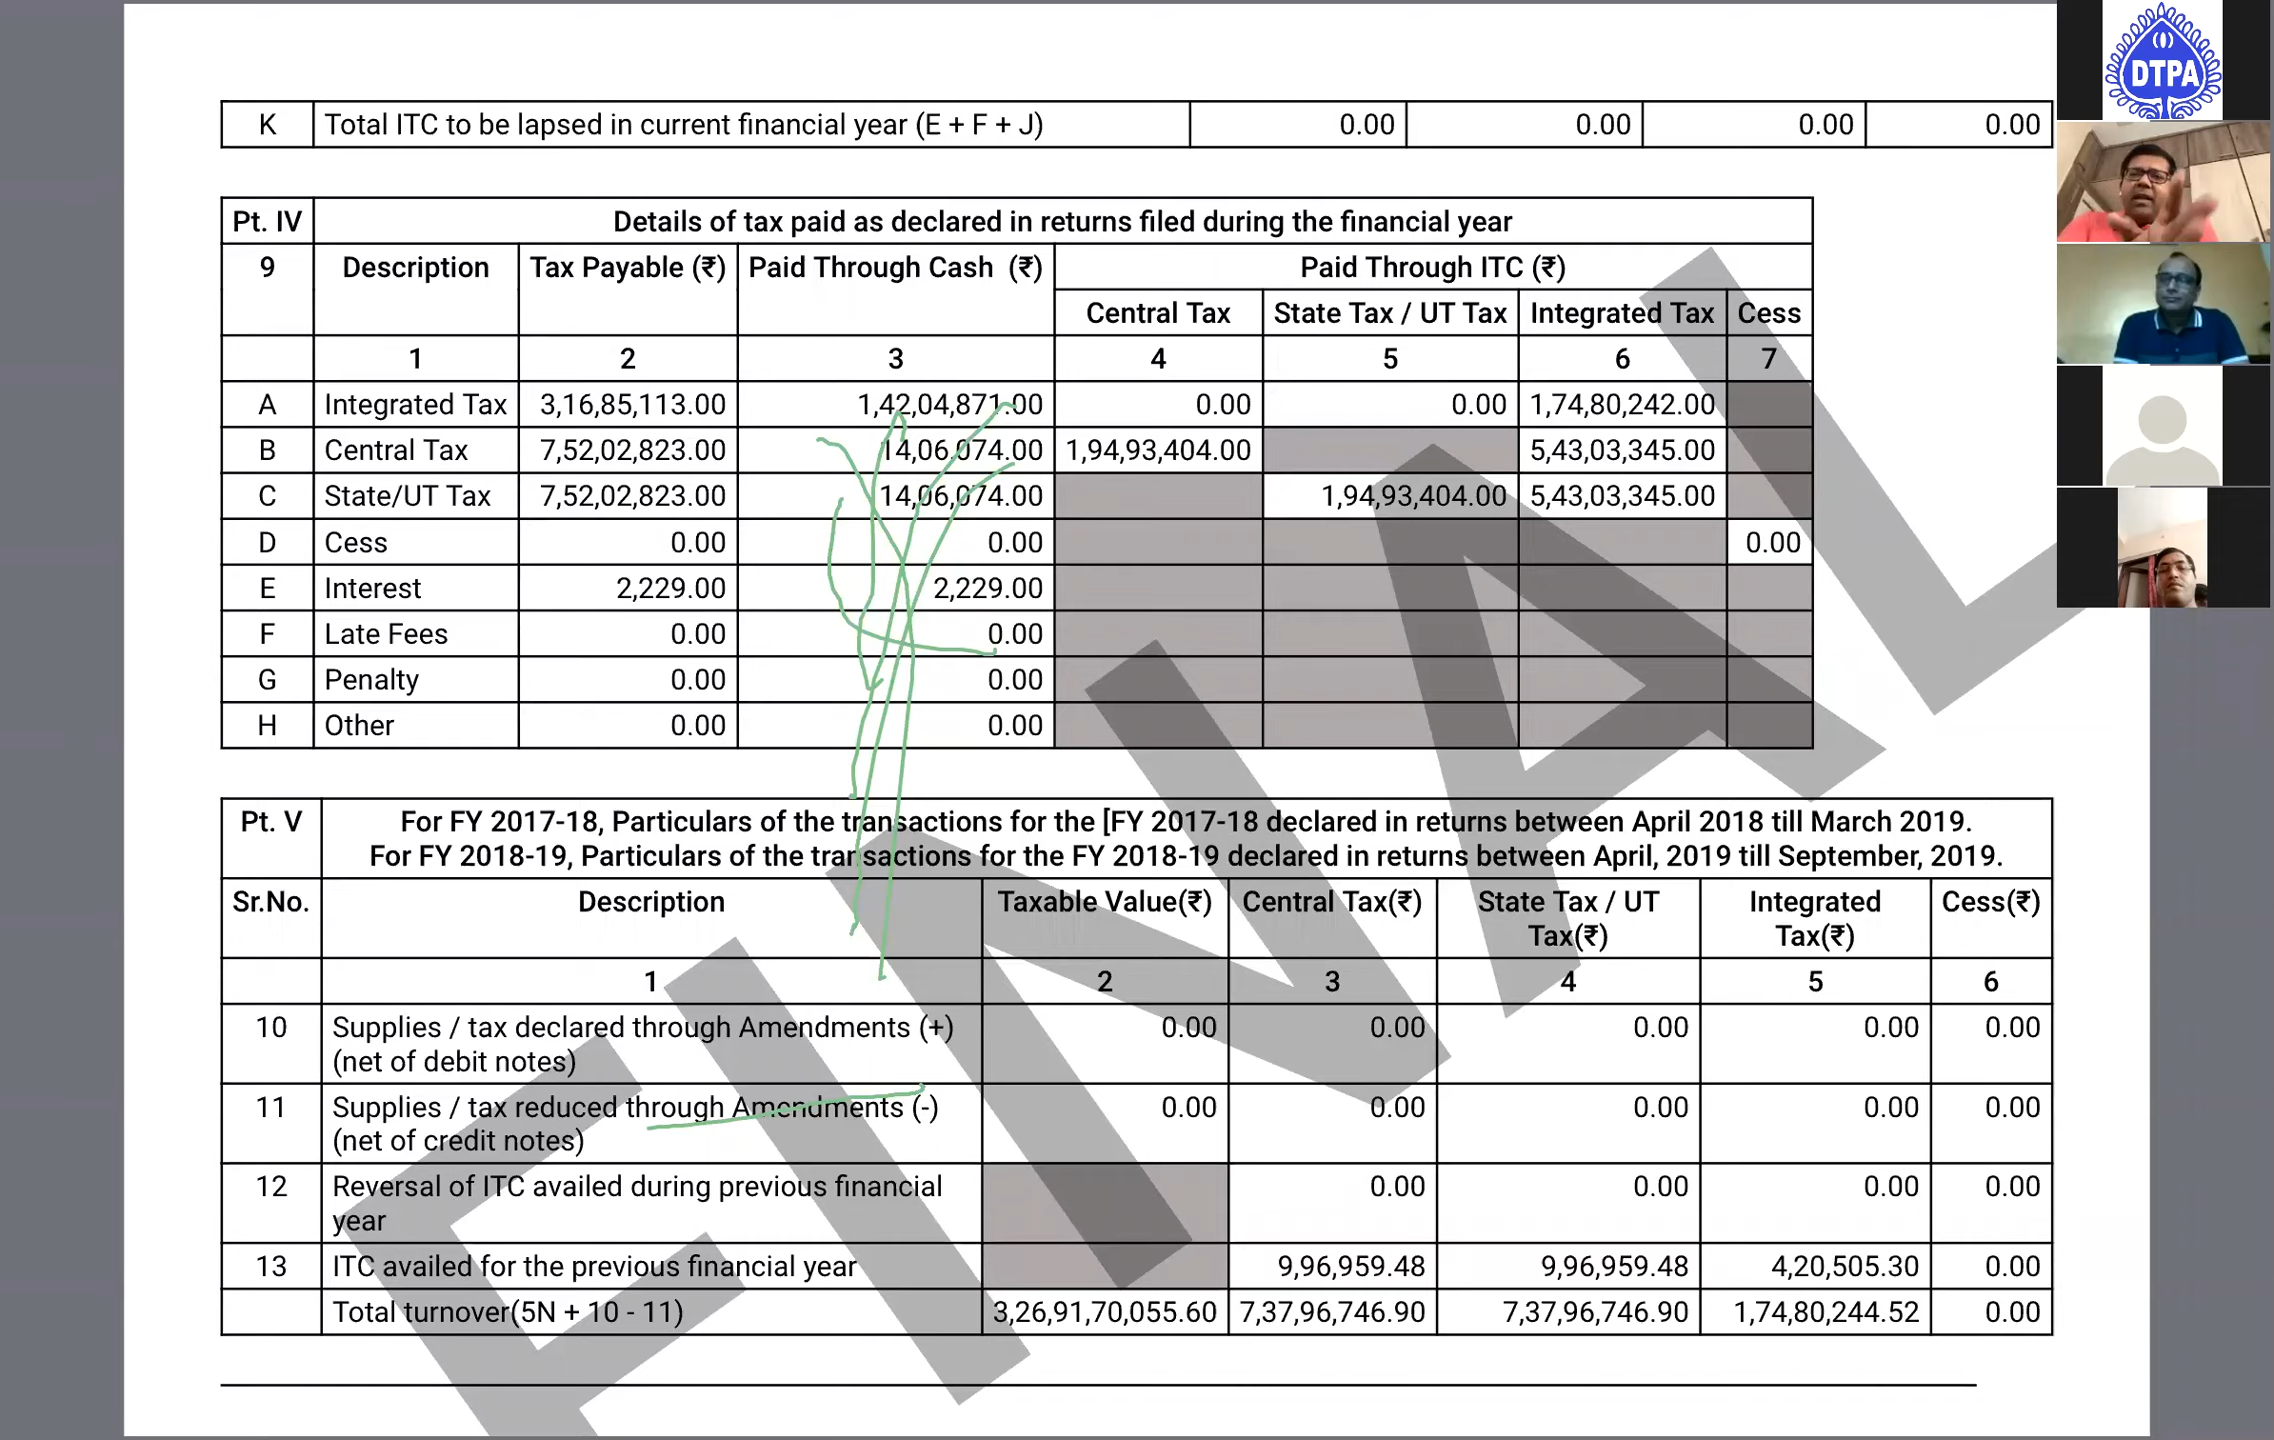 K Total ITC to be lapsed in current financial year (E + F + J) 0.00 0.00 0.00 0.00
Pt. IV Details of tax paid as declared in returns filed during the financial year
9 Description Tax Payable (₹) Paid Through Cash (₹) Paid Through ITC (₹)
Central Tax State Tax / UT Tax Integrated Tax Cess
1 2 3 4 5 6 7
A Integrated Tax 3,16,85,113.00 1,42,04,871.00 0.00 0.00 1,74,80,242.00
B Central Tax 7,52,02,823.00 14,06,074.00 1,94,93,404.00 5,43,03,345.00
C State/UT Tax 7,52,02,823.00 14,06,074.00 1,94,93,404.00 5,43,03,345.00
D Cess 0.00 0.00 0.00
E Interest 2,229.00 2,229.00
F Late Fees 0.00 0.00
G Penalty 0.00 0.00
H Other 0.00 0.00
Pt. V For FY 2017-18, Particulars of the transactions for the [FY 2017-18 declared in returns between April 2018 till March 2019.
For FY 2018-19, Particulars of the transactions for the FY 2018-19 declared in returns between April, 2019 till September, 2019.
Sr.No. Description Taxable Value(₹) Central Tax(₹) State Tax / UT Integrated Cess(₹)
Tax(₹) Tax(₹)
1 2 3 4 5 6
10 Supplies / tax declared through Amendments (+) 0.00 0.00 0.00 0.00 0.00
(net of debit notes)
11 Supplies / tax reduced through Amendments (-) 0.00 0.00 0.00 0.00 0.00
(net of credit notes)
12 Reversal of ITC availed during previous financial 0.00 0.00 0.00 0.00
year
13 ITC availed for the previous financial year 9,96,959.48 9,96,959.48 4,20,505.30 0.00
Total turnover(5N + 10 - 11) 3,26,91,70,055.60 7,37,96,746.90 7,37,96,746.90 1,74,80,244.52 0.00
FINAL
DTPA